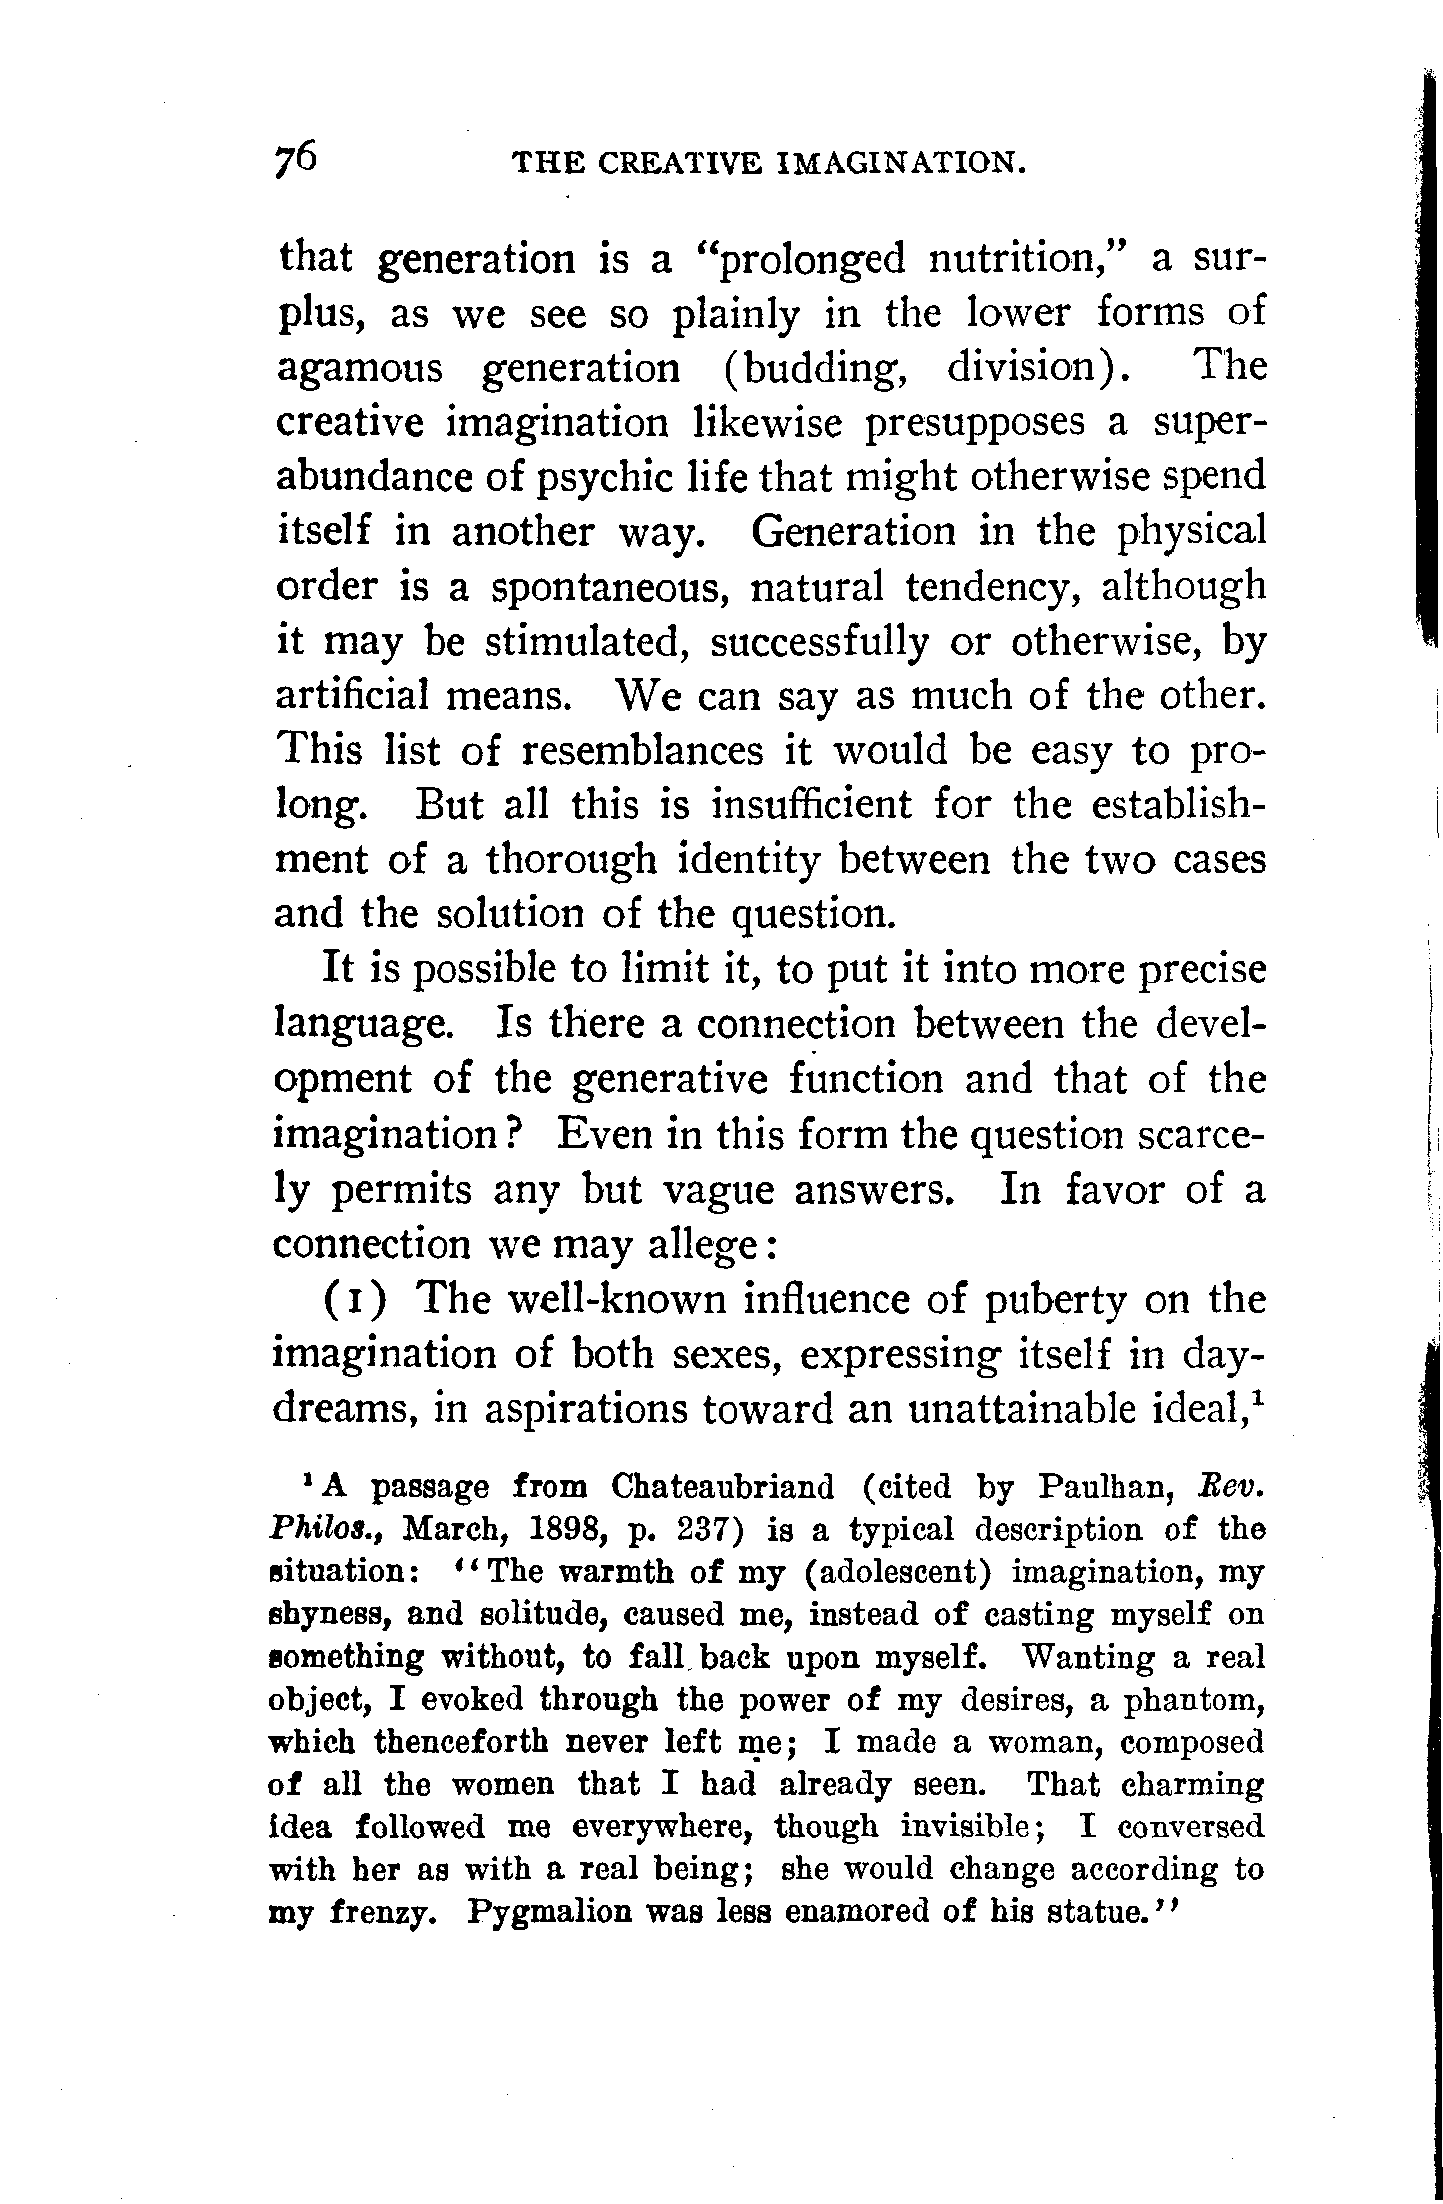 76 THE CREATIVE IMAGINATION.
that generation is a “prolonged nutrition,” a sur-
plus, as we see so plainly in the lower forms of
agamous generation (budding, division). The
creative imagination likewise presupposes a super-
abundance of psychic life that might otherwise spend
itself in another way. Generation in the physical
order is a spontaneous, natural tendency, although
it may be stimulated, successfully or otherwise, by
artificial means. We can say as much of the other.
This list of resemblances it would be easy to pro-
long. But all this is insufficient for the establish-
ment of a thorough identity between the two cases
and the solution of the question.
It is possible to limit it, to put it into more precise
language. Is there a connection between the devel-
opment of the generative function and that of the
imagination? Even in this form the question scarce-
ly permits any but vague answers. In favor of a
connection we may allege:
(1) The well-known influence of puberty on the
imagination of both sexes, expressing itself in day-
dreams, in aspirations toward an unattainable ideal,¹
¹ A passage from Chateaubriand (cited by Paulhan, Rev.
Philos., March, 1898, p. 237) is a typical description of the
situation: “The warmth of my (adolescent) imagination, my
shyness, and solitude, caused me, instead of casting myself on
something without, to fall back upon myself. Wanting a real
object, I evoked through the power of my desires, a phantom,
which thenceforth never left me; I made a woman, composed
of all the women that I had already seen. That charming
idea followed me everywhere, though invisible; I conversed
with her as with a real being; she would change according to
my frenzy. Pygmalion was less enamored of his statue.”